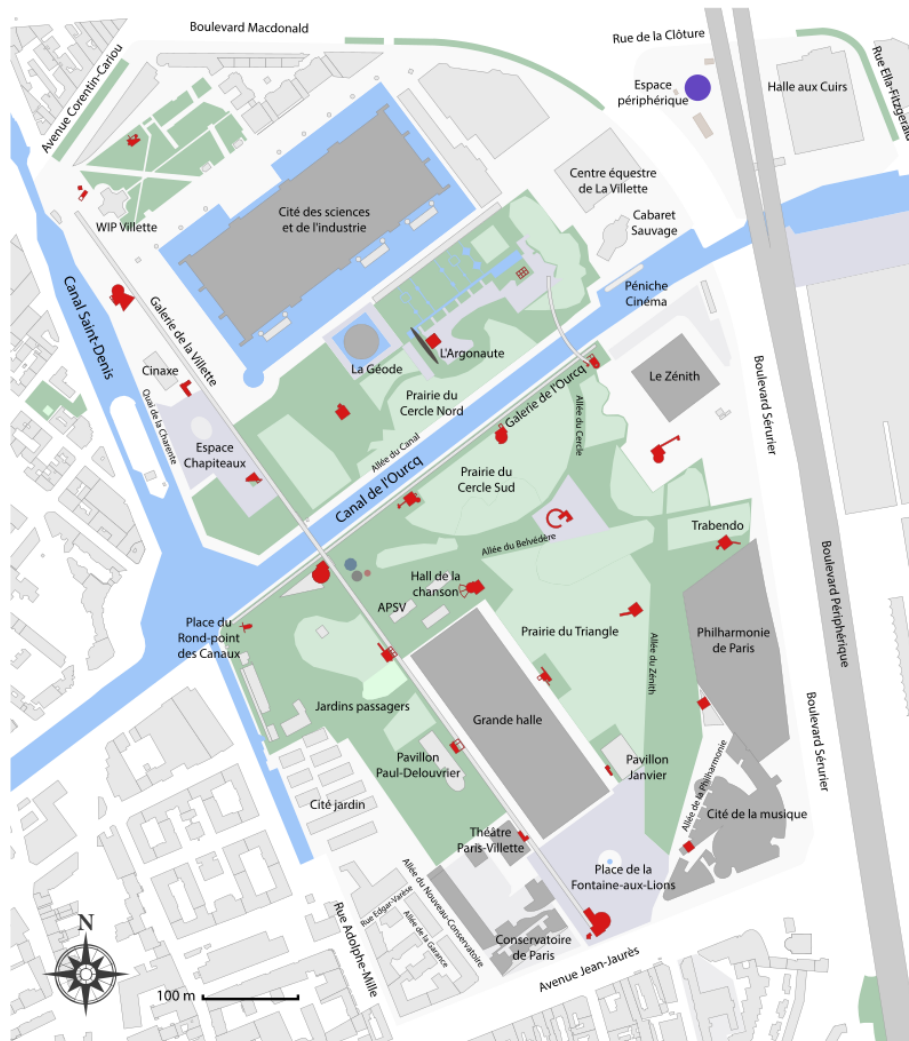 Boulevard Macdonald
Rue de la Clôture
Avenue Corentin-Cariou
Espace
périphérique
Halle aux Cuirs
Rue Ella-Fitzgerald
Centre équestre
de La Villette
WIP Villette
Cité des sciences
et de l'industrie
Cabaret
Sauvage
Canal Saint-Denis
Galerie de la Villette
Péniche
Cinéma
Cinaxe
La Géode
L'Argonaute
Le Zénith
Boulevard Sérurier
Quai de la Charente
Prairie du
Cercle Nord
Galerie de l'Ourcq
Allée du Cercle
Espace
Chapiteaux
Allée du Canal
Canal de l'Ourcq
Prairie du
Cercle Sud
Trabendo
Allée du Belvédère
Boulevard Périphérique
Hall de la
chanson
APSV
Place du
Rond-point
des Canaux
Prairie du Triangle
Allée du Zénith
Philharmonie
de Paris
Jardins passagers
Grande halle
Boulevard Sérurier
Pavillon
Paul-Delouvrier
Pavillon
Janvier
Allée de la Philharmonie
Cité jardin
Cité de la musique
Théâtre
Paris-Villette
Place de la
Fontaine-aux-Lions
Allée du Nouveau-Conservatoire
Rue Edgar-Varèse
Allée de la Garance
Rue Adolphe-Mille
Conservatoire
de Paris
Avenue Jean-Jaurès
N
100 m